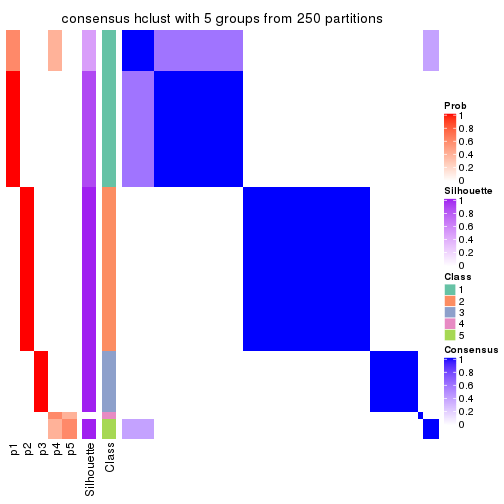 consensus hclust with 5 groups from 250 partitions
Prob
1
0.8
0.6
0.4
0.2
0
Silhouette
1
0.8
0.6
0.4
0.2
0
Class
1
2
3
4
5
Consensus
1
0.8
0.6
0.4
0.2
0
p1
p2
p3
p4
p5
Silhouette
Class